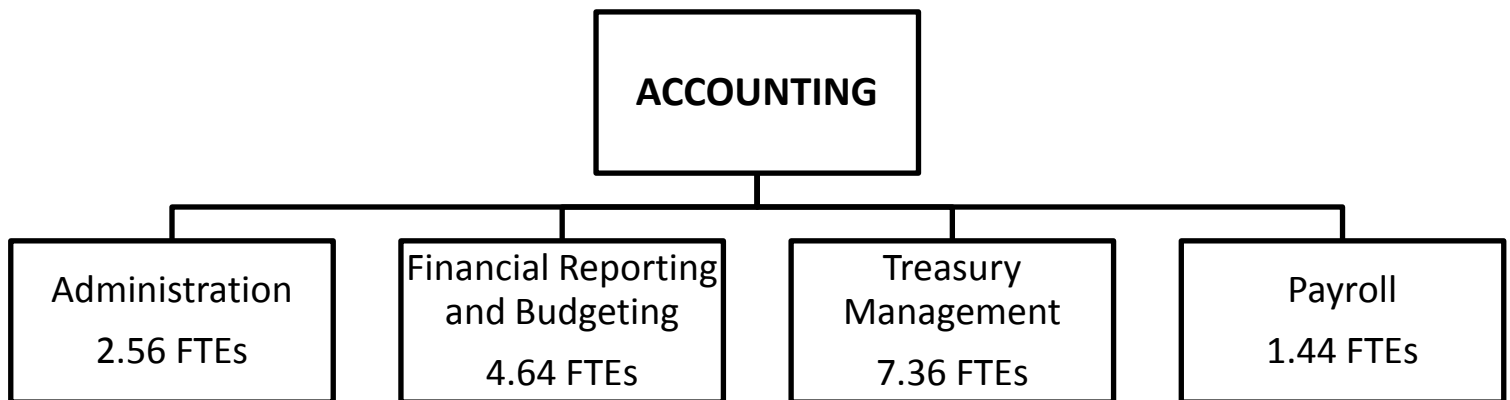 ACCOUNTING
Administration
2.56 FTEs
Financial Reporting
and Budgeting
4.64 FTEs
Treasury
Management
7.36 FTEs
Payroll
1.44 FTEs